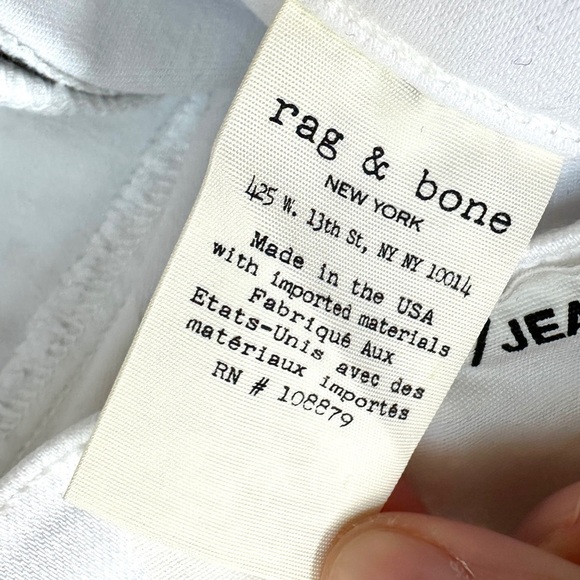 rag & bone
NEW YORK
425 W. 13th St, NY NY 10014
Made in the USA
with imported materials
Fabriqué Aux
Etats-Unis avec des
matériaux importés
RN # 108879
/JEA